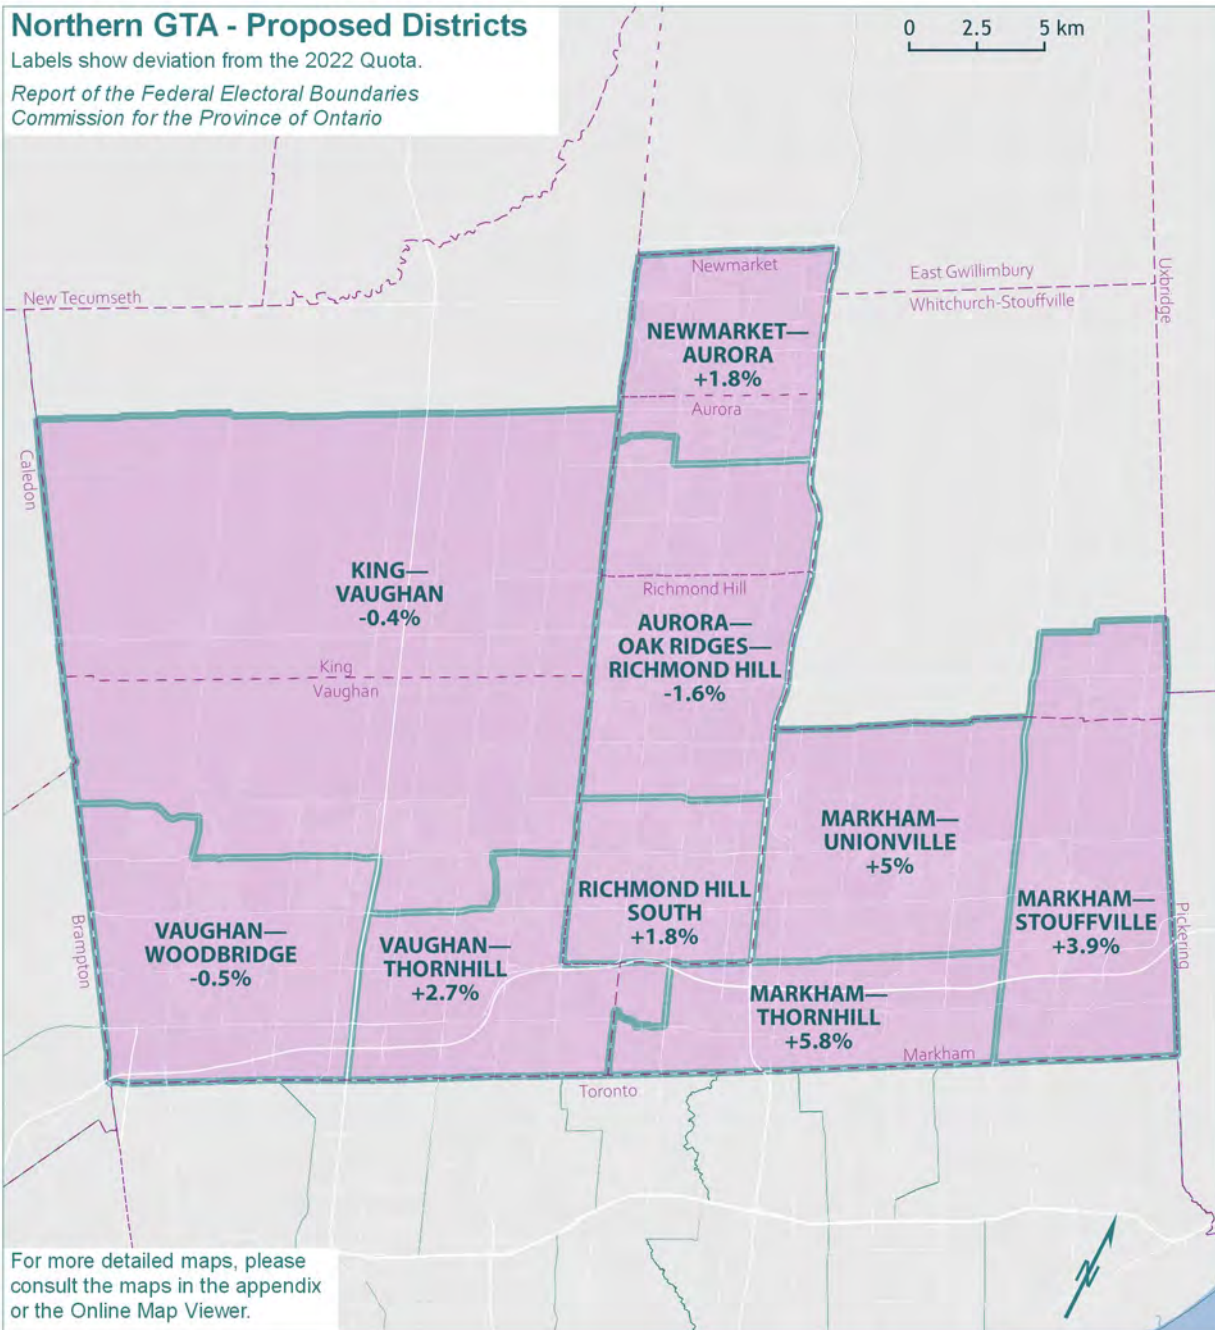 Northern GTA - Proposed Districts
Labels show deviation from the 2022 Quota.
Report of the Federal Electoral Boundaries
Commission for the Province of Ontario
0 2.5 5 km
Newmarket
East Gwillimbury
Whitchurch-Stouffville
Uxbridge
New Tecumseth
NEWMARKET—
AURORA
+1.8%
Aurora
Caledon
KING—
VAUGHAN
-0.4%
Richmond Hill
AURORA—
OAK RIDGES—
RICHMOND HILL
-1.6%
King
Vaughan
MARKHAM—
UNIONVILLE
+5%
RICHMOND HILL
SOUTH
+1.8%
MARKHAM—
STOUFFVILLE
+3.9%
Pickering
Brampton
VAUGHAN—
WOODBRIDGE
-0.5%
VAUGHAN—
THORNHILL
+2.7%
MARKHAM—
THORNHILL
+5.8%
Markham
Toronto
For more detailed maps, please
consult the maps in the appendix
or the Online Map Viewer.
N